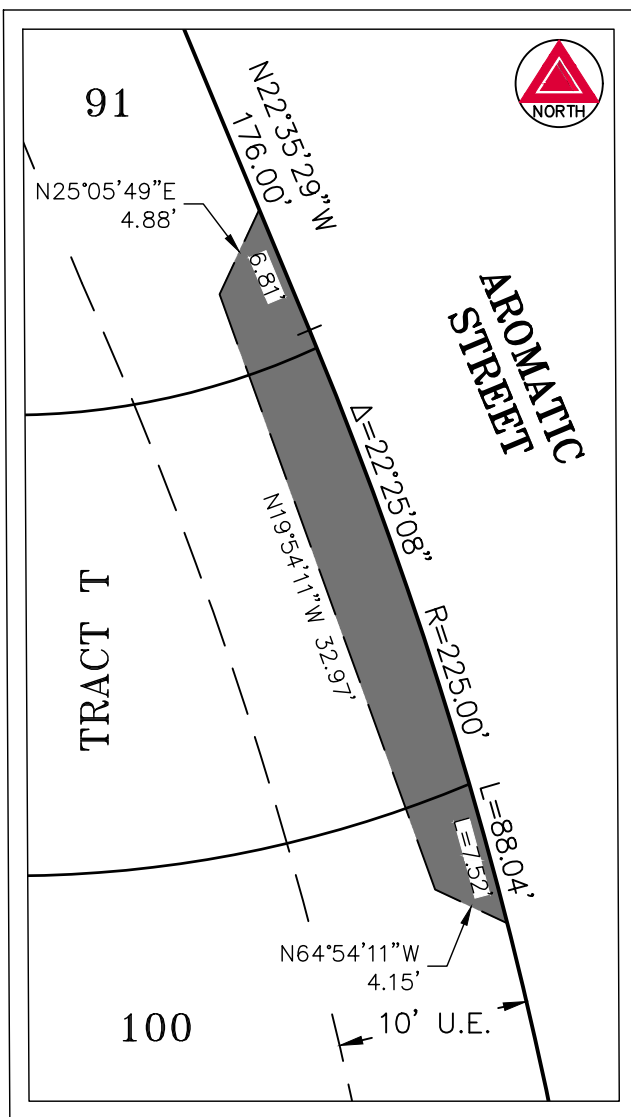 91
NORTH
N22°35'29"W
176.00'
N25°05'49"E
4.88'
6.81'
AROMATIC
STREET
Δ=22°25'08"
R=225.00'
L=88.04'
N19°54'11"W 32.97'
TRACT T
L=7.52'
N64°54'11"W
4.15'
10' U.E.
100